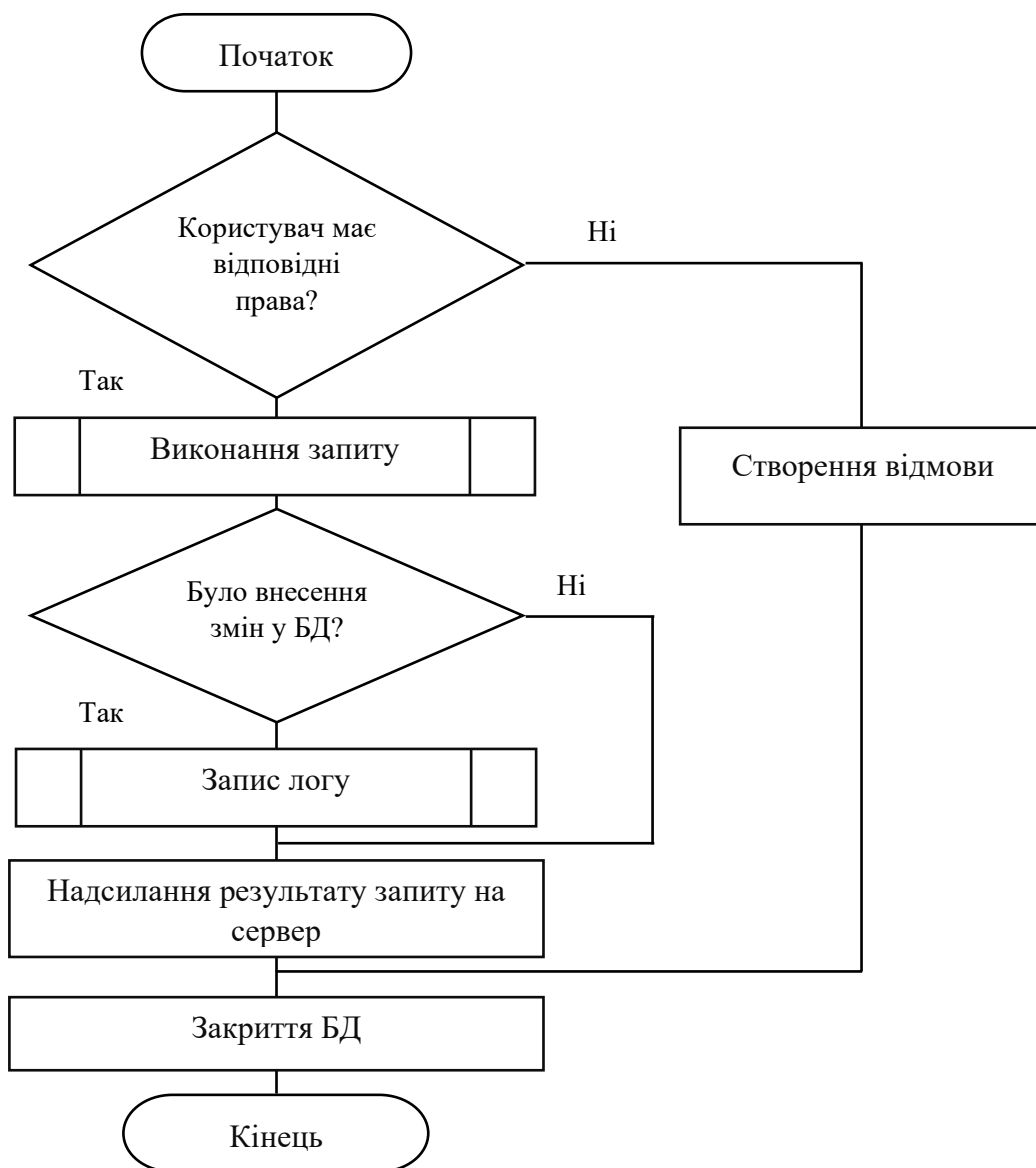 Початок
Користувач має
відповідні
права?
Ні
Так
Виконання запиту
Створення відмови
Було внесення
змін у БД?
Ні
Так
Запис логу
Надсилання результату запиту на
сервер
Закриття БД
Кінець